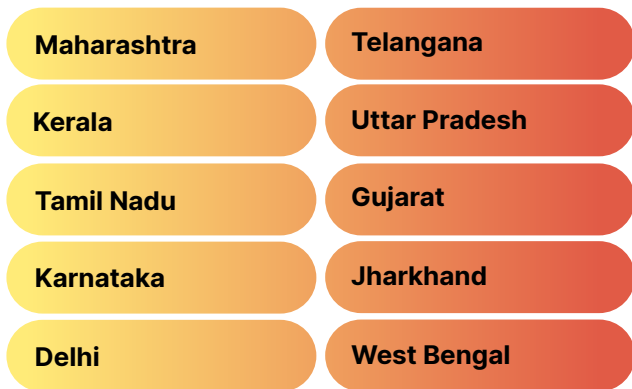 Maharashtra
Kerala
Tamil Nadu
Karnataka
Delhi
Telangana
Uttar Pradesh
Gujarat
Jharkhand
West Bengal